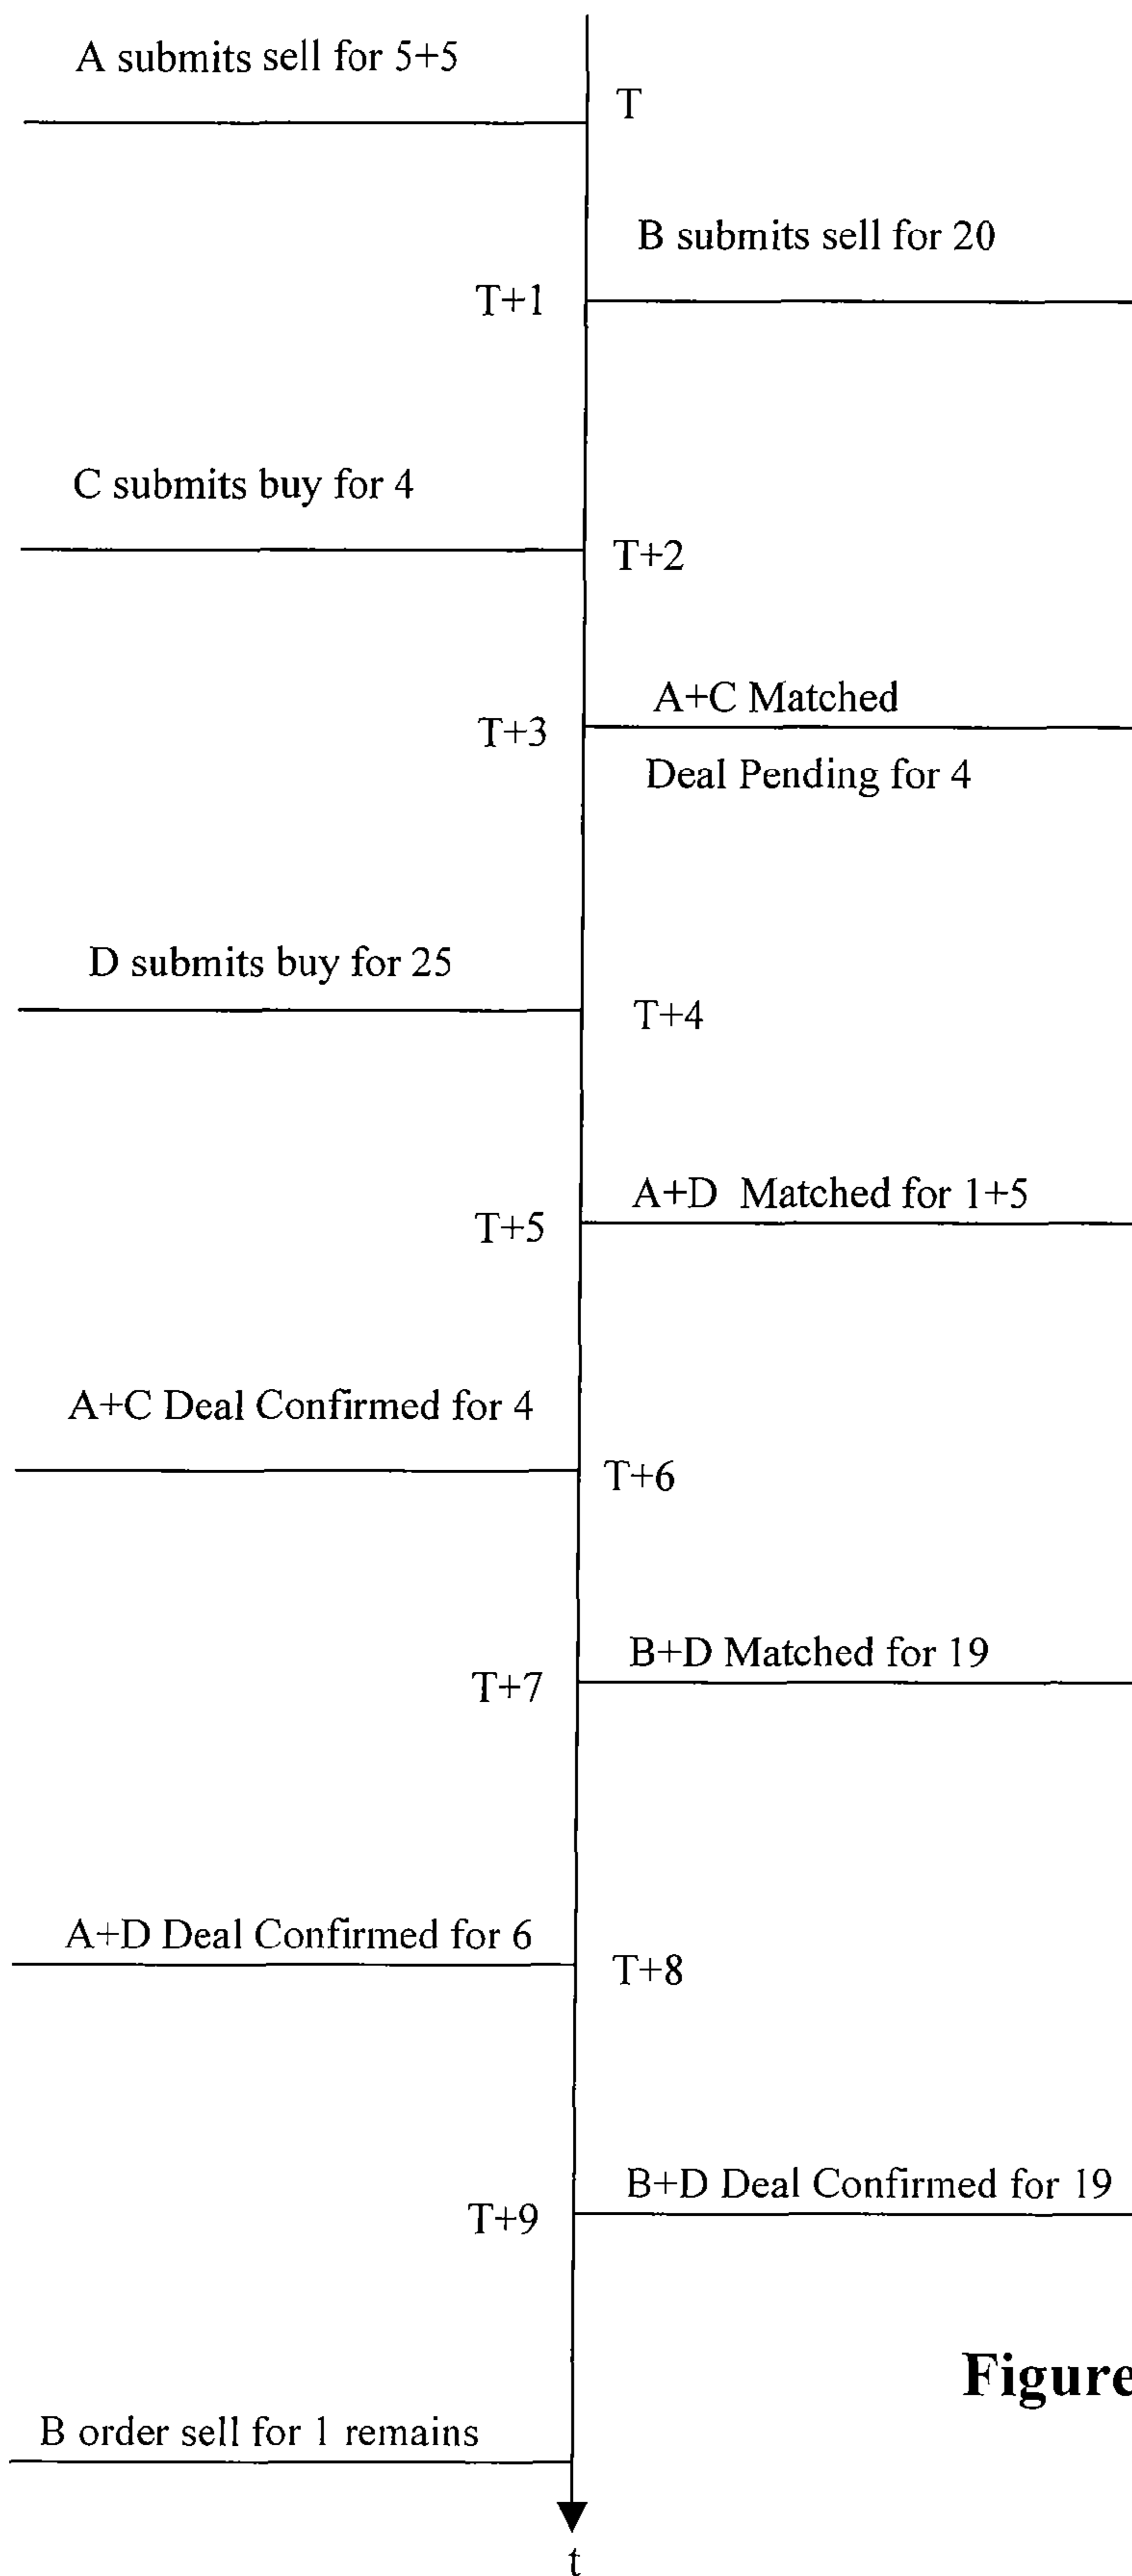 A submits sell for 5+5
T
B submits sell for 20
T+1
C submits buy for 4
T+2
A+C Matched
T+3
Deal Pending for 4
D submits buy for 25
T+4
A+D Matched for 1+5
T+5
A+C Deal Confirmed for 4
T+6
B+D Matched for 19
T+7
A+D Deal Confirmed for 6
T+8
B+D Deal Confirmed for 19
T+9
Figure
B order sell for 1 remains
t